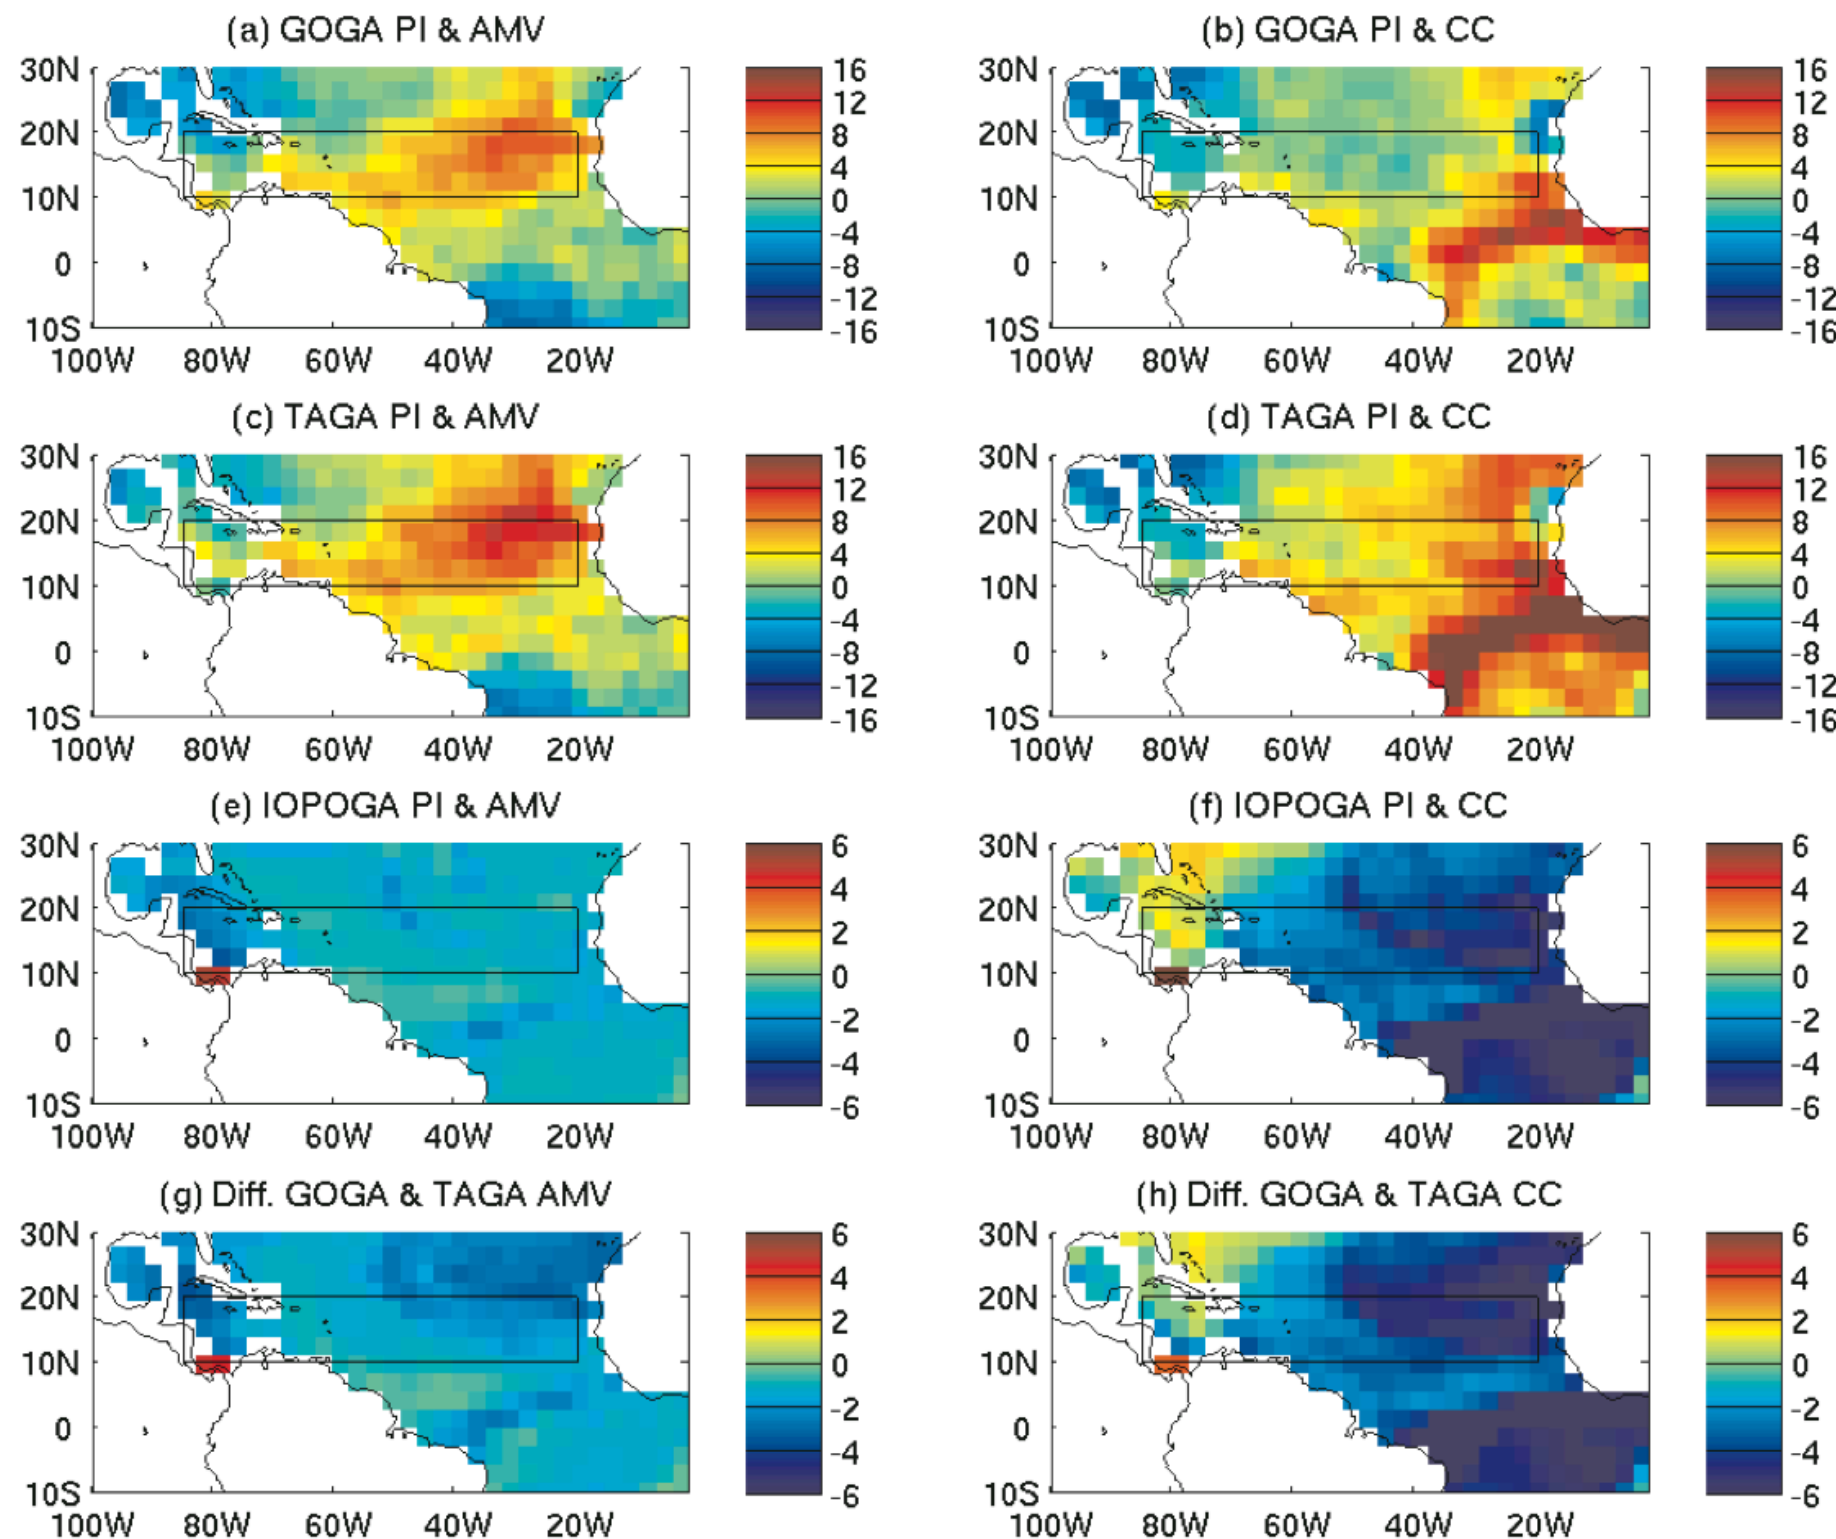 (a) GOGA PI & AMV
(b) GOGA PI & CC
30N
20N
10N
0
10S
100W 80W 60W 40W 20W
16
12
8
4
0
-4
-8
-12
-16
30N
20N
10N
0
10S
100W 80W 60W 40W 20W
16
12
8
4
0
-4
-8
-12
-16
(c) TAGA PI & AMV
(d) TAGA PI & CC
30N
20N
10N
0
10S
100W 80W 60W 40W 20W
16
12
8
4
0
-4
-8
-12
-16
30N
20N
10N
0
10S
100W 80W 60W 40W 20W
16
12
8
4
0
-4
-8
-12
-16
(e) IOPOGA PI & AMV
(f) IOPOGA PI & CC
30N
20N
10N
0
10S
100W 80W 60W 40W 20W
6
4
2
0
-2
-4
-6
30N
20N
10N
0
10S
100W 80W 60W 40W 20W
6
4
2
0
-2
-4
-6
(g) Diff. GOGA & TAGA AMV
(h) Diff. GOGA & TAGA CC
30N
20N
10N
0
10S
100W 80W 60W 40W 20W
6
4
2
0
-2
-4
-6
30N
20N
10N
0
10S
100W 80W 60W 40W 20W
6
4
2
0
-2
-4
-6